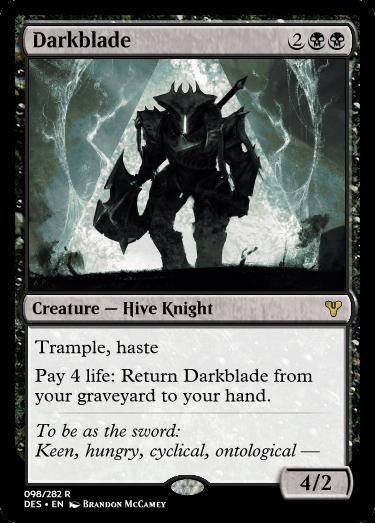 Darkblade 2
Creature — Hive Knight
Trample, haste
Pay 4 life: Return Darkblade from
your graveyard to your hand.
To be as the sword:
Keen, hungry, cyclical, ontological —
4/2
098/282 R
DES • EN Brandon McCamey